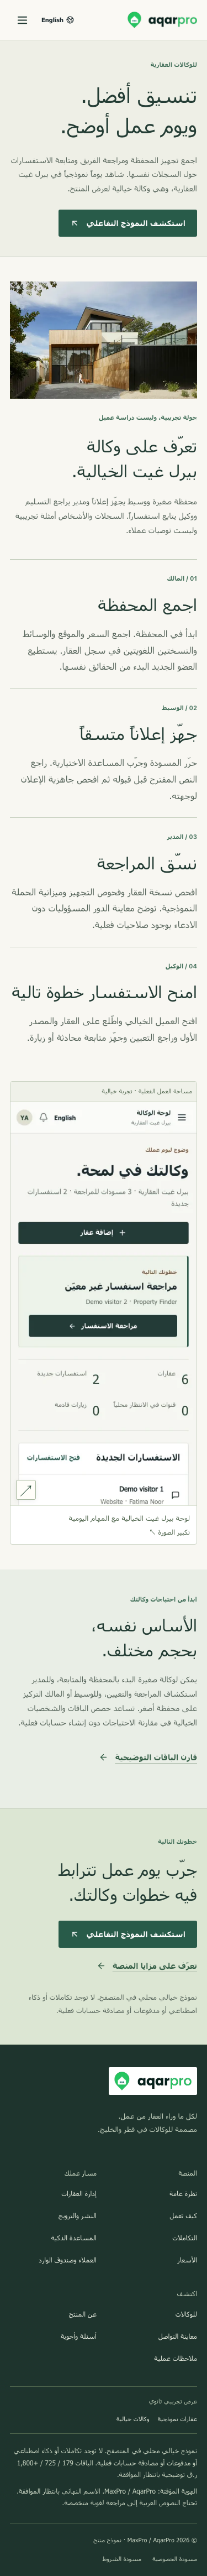 English
aqarpro
للوكالات العقارية
تنسيق أفضل.
ويوم عمل أوضح.
اجمع تجهيز المحفظة ومراجعة الفريق ومتابعة الاستفسارات
حول سجلات نفسها. شاهد يوماً نموذجياً في بيرل غيت
العقارية، وهي وكالة خيالية لعرض المنتج.
استكشف النموذج التفاعلي
جولة تجريبية، وليست دراسة عميل
تعرّف على وكالة
بيرل غيت الخيالية.
محفظة صغيرة ووسيط يجهّز إعلاناً ومدير يراجع التسليم
ووكيل يتابع استفساراً. السجلات والأشخاص أمثلة تجريبية
وليست توصيات عملاء.
01 / المالك
اجمع المحفظة
ابدأ في المحفظة. اجمع السعر والموقع والوسائط
والنسختين اللغويتين في سجل العقار. يستطيع
العضو الجديد البدء من الحقائق نفسها.
02 / الوسيط
جهّز إعلاناً متسقاً
حرّر المسودة وجرّب المساعدة الاختيارية. راجع
النص المقترح قبل قبوله ثم افحص جاهزية الإعلان
لوجهته.
03 / المدير
نسّق المراجعة
افحص نسخة العقار وفحوص التجهيز وميزانية الحملة
النموذجية. توضح معاينة الدور المسؤوليات دون
الادعاء بوجود صلاحيات فعلية.
04 / الوكيل
امنح الاستفسار خطوة تالية
افتح العميل الخيالي واطّلع على العقار والمصدر
الأول وراجع التعيين وجهّز متابعة محادثة أو زيارة.
مساحة العمل الفعلية · تجربة خيالية
لوحة الوكالة
بيرل غيت العقارية
English
YA
وضوح ليوم عملك
وكالتك في لمحة.
بيرل غيت العقارية · 3 مسودات للمراجعة · 2 استفسارات
جديدة
إضافة عقار
خطوتك التالية
مراجعة استفسار غير معيّن
Demo visitor 2 · Property Finder
مراجعة الاستفسار
عقارات
6
استفسارات جديدة
2
قنوات في الانتظار محلياً
0
زيارات قادمة
0
الاستفسارات الجديدة
فتح الاستفسارات
Demo visitor 1
Website · Fatima Noor
لوحة بيرل غيت الخيالية مع المهام اليومية
تكبير الصورة
ابدأ من احتياجات وكالتك
الأساس نفسه،
بحجم مختلف.
يمكن لوكالة صغيرة البدء بالمحفظة والمتابعة، وللمدير
استكشاف المراجعة والتعيين، وللوسيط أو المالك التركيز
على محفظة أصغر. تساعد حصص الباقات والأشخاص
الخيالية في مقارنة الاحتياجات دون إنشاء حسابات فعلية.
قارن الباقات التوضيحية
خطوتك التالية
جرّب يوم عمل تترابط
فيه خطوات وكالتك.
استكشف النموذج التفاعلي
تعرّف على مزايا المنصة
نموذج خيالي محلي في المتصفح. لا توجد تكاملات أو ذكاء
اصطناعي أو مدفوعات أو مصادقة حسابات فعلية.
aqarpro
لكل ما وراء العقار من عمل.
مصممة للوكالات في قطر والخليج.
المنصة
نظرة عامة
كيف تعمل
التكاملات
الأسعار
مسار عملك
إدارة العقارات
النشر والترويج
المساعدة الذكية
العملاء وصندوق الوارد
اكتشف
للوكالات
معاينة التواصل
ملاحظات عملية
عن المنتج
أسئلة وأجوبة
عرض تجريبي ثانوي
عقارات نموذجية
وكالات خيالية
نموذج خيالي محلي في المتصفح. لا توجد تكاملات أو ذكاء اصطناعي
أو مدفوعات أو مصادقة حسابات فعلية. الباقات 179 / 725 / 1,800+
ر.ق توضيحية بانتظار الموافقة.
الهوية المؤقتة: MaxPro / AqarPro. الاسم النهائي بانتظار الموافقة.
تحتاج النصوص العربية إلى مراجعة لغوية متخصصة.
© 2026 MaxPro / AqarPro · نموذج منتج
مسودة الخصوصية
مسودة الشروط